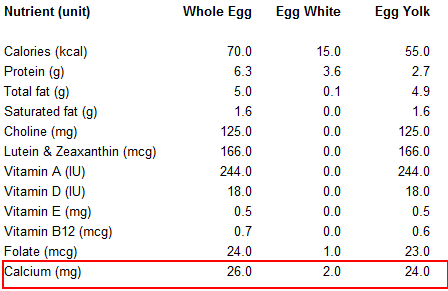 Nutrient (unit) Whole Egg Egg White Egg Yolk
Calories (kcal) 70.0 15.0 55.0
Protein (g) 6.3 3.6 2.7
Total fat (g) 5.0 0.1 4.9
Saturated fat (g) 1.6 0.0 1.6
Choline (mg) 125.0 0.0 125.0
Lutein & Zeaxanthin (mcg) 166.0 0.0 166.0
Vitamin A (IU) 244.0 0.0 244.0
Vitamin D (IU) 18.0 0.0 18.0
Vitamin E (mg) 0.5 0.0 0.5
Vitamin B12 (mcg) 0.7 0.0 0.6
Folate (mcg) 24.0 1.0 23.0
Calcium (mg) 26.0 2.0 24.0